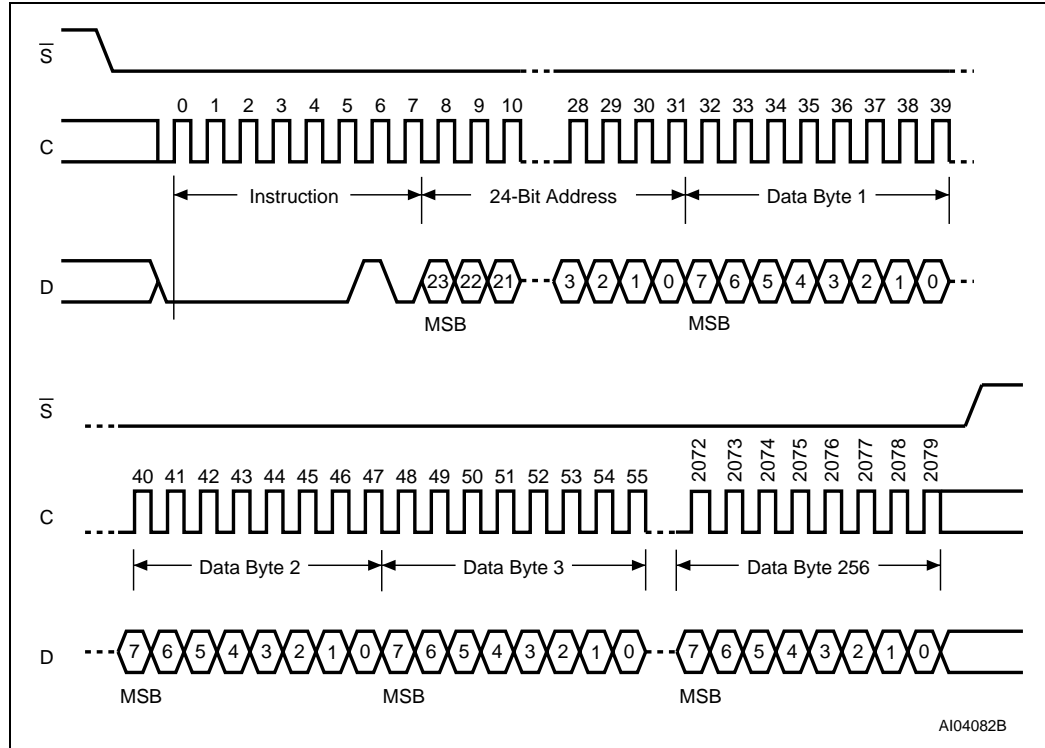 S
0 1 2 3 4 5 6 7 8 9 10 28 29 30 31 32 33 34 35 36 37 38 39
C
Instruction 24-Bit Address Data Byte 1
D 23 22 21 3 2 1 0 7 6 5 4 3 2 1 0
MSB MSB
S
40 41 42 43 44 45 46 47 48 49 50 51 52 53 54 55 2072 2073 2074 2075 2076 2077 2078 2079
C
Data Byte 2 Data Byte 3 Data Byte 256
D 7 6 5 4 3 2 1 0 7 6 5 4 3 2 1 0 7 6 5 4 3 2 1 0
MSB MSB MSB
AI04082B